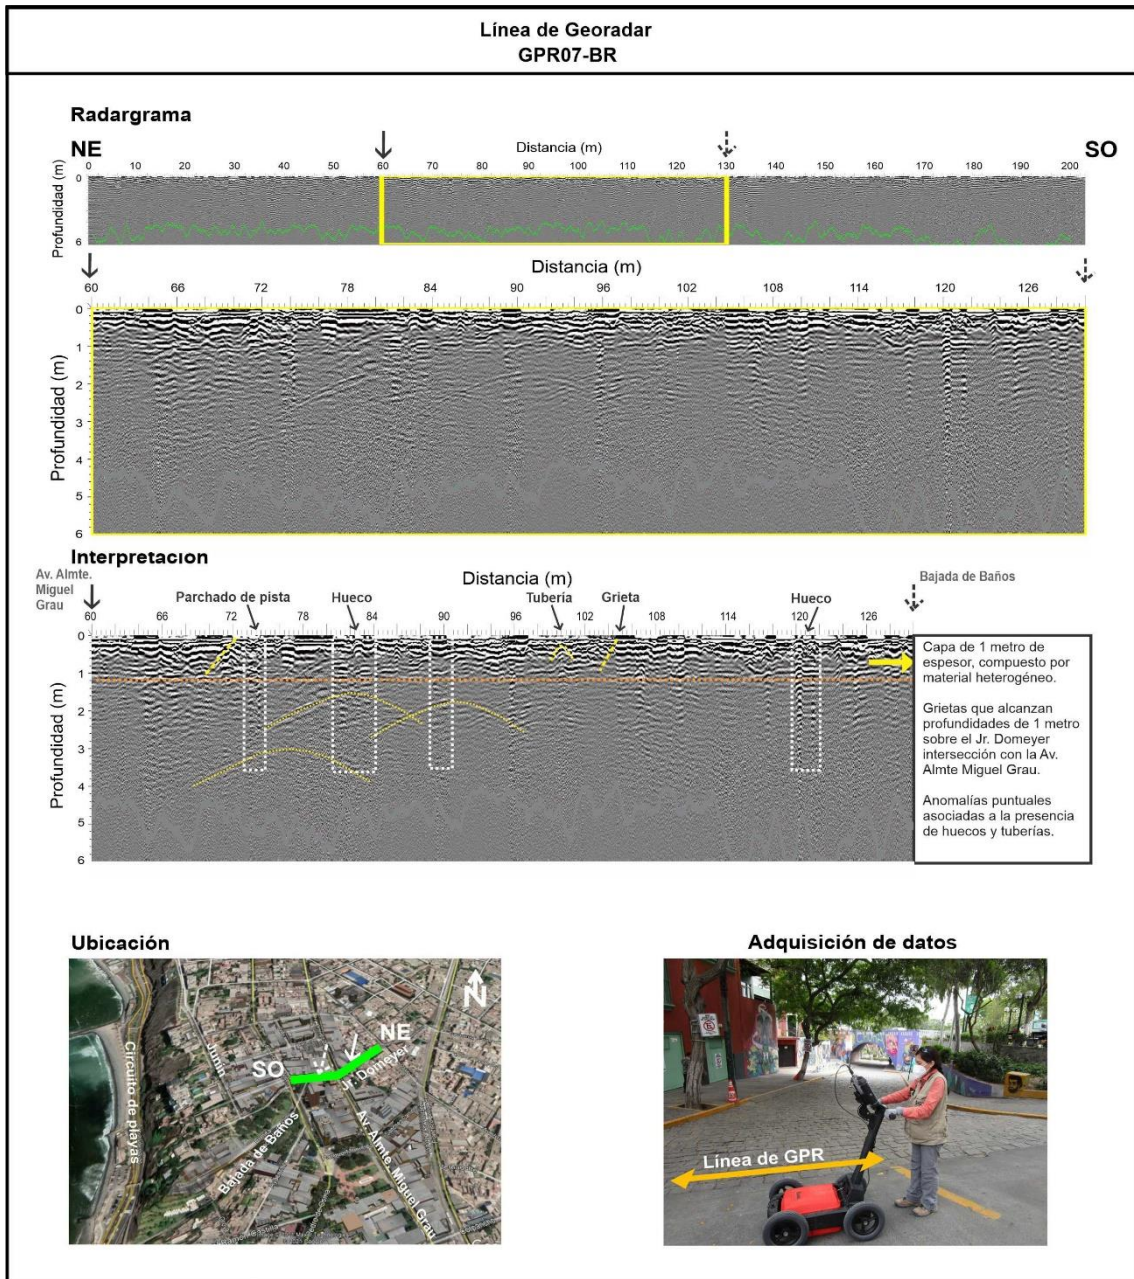 Línea de Georadar
GPR07-BR
Radargrama
NE
Distancia (m)
SO
0 10 20 30 40 50 60 70 80 90 100 110 120 130 140 150 160 170 180 190 200
Profundidad (m)
0
6
Distancia (m)
60 66 72 78 84 90 96 102 108 114 120 126
Profundidad (m)
0
1
2
3
4
5
6
Interpretación
Av. Almte.
Miguel
Grau
Distancia (m)
Bajada de Baños
Parchado de pista
Hueco
Tubería
Grieta
Hueco
60 66 72 78 84 90 96 102 108 114 120 126
Profundidad (m)
0
1
2
3
4
5
6
Capa de 1 metro de
espesor, compuesto por
material heterogéneo.
Grietas que alcanzan
profundidades de 1 metro
sobre el Jr. Domeyer
intersección con la Av.
Almte Miguel Grau.
Anomalías puntuales
asociadas a la presencia
de huecos y tuberías.
Ubicación
N
NE
SO
Jr. Domeyer
Junín
Circuito de playas
Bajada de Baños
Av. Almte. Miguel Grau
Adquisición de datos
Línea de GPR